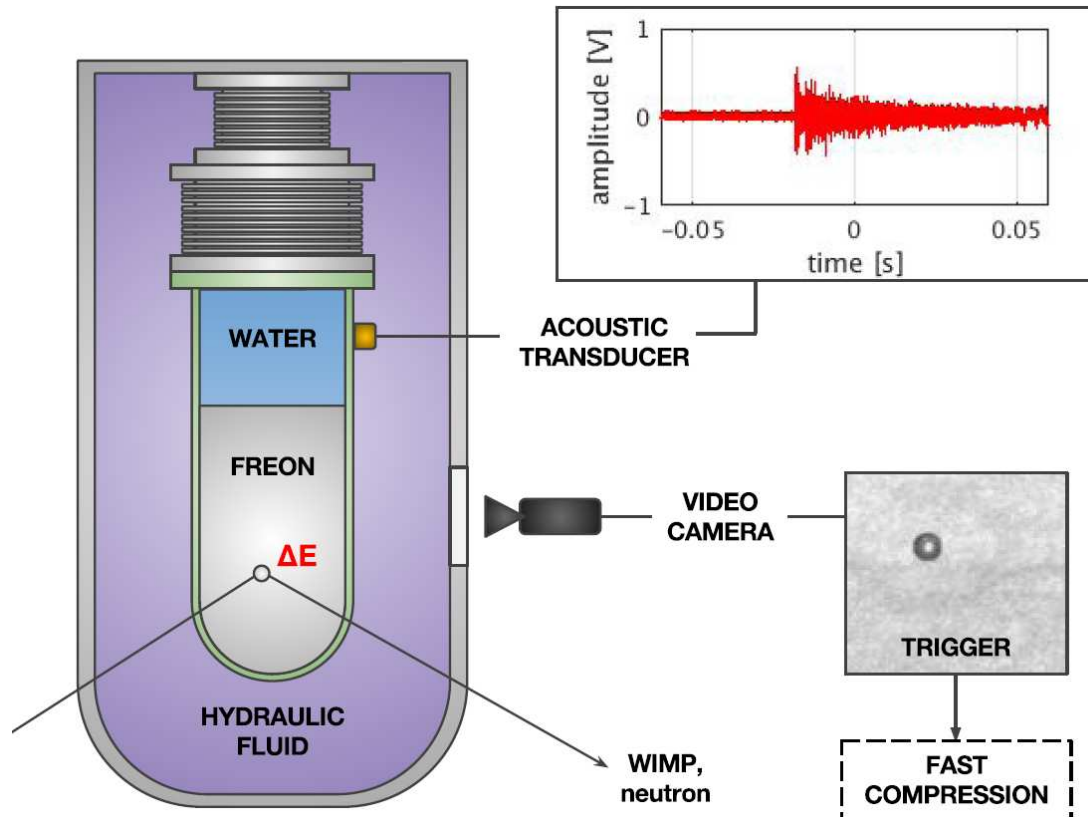 1
0
-1
amplitude [V]
-0.05
0
0.05
time [s]
WATER
ACOUSTIC
TRANSDUCER
FREON
VIDEO
CAMERA
ΔE
TRIGGER
HYDRAULIC
FLUID
WIMP,
neutron
FAST
COMPRESSION